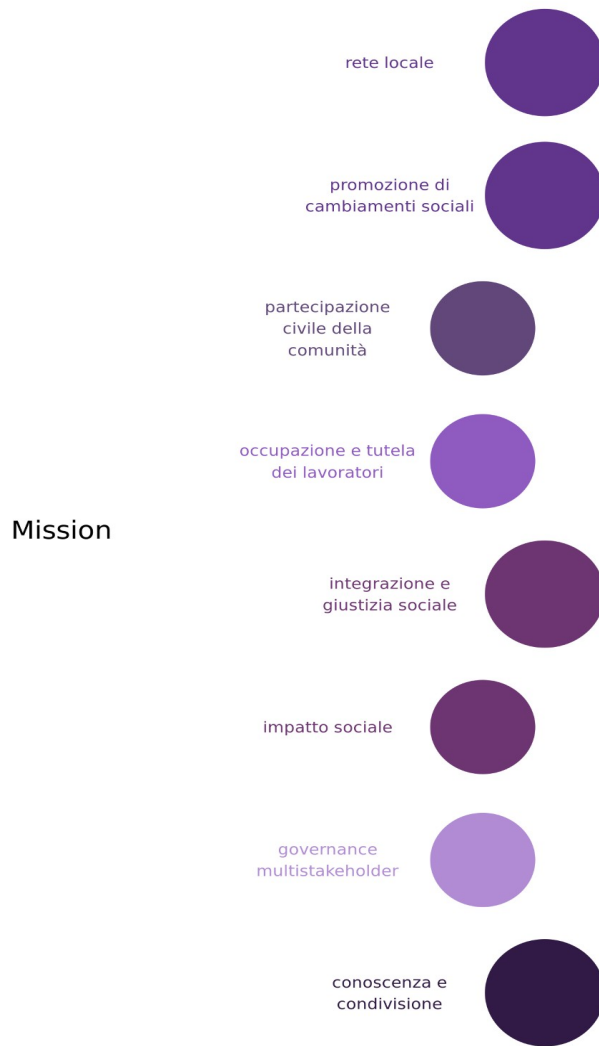 rete locale
promozione di
cambiamenti sociali
partecipazione
civile della
comunità
occupazione e tutela
dei lavoratori
Mission
integrazione e
giustizia sociale
impatto sociale
governance
multistakeholder
conoscenza e
condivisione